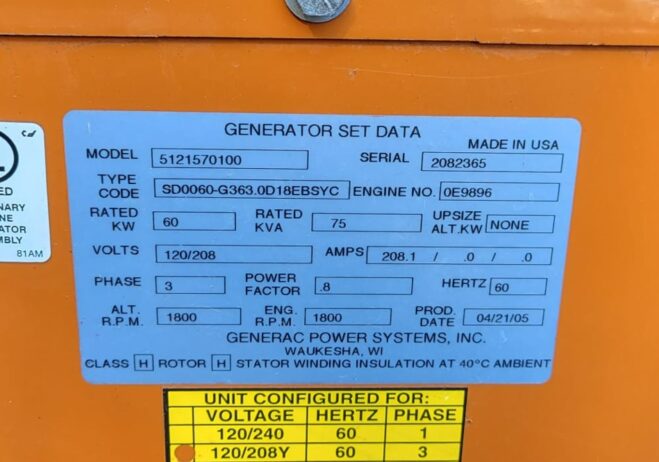 GENERATOR SET DATA
MADE IN USA
MODEL 5121570100 SERIAL 2082365
TYPE CODE SD0060-G363.0D18EBSYC ENGINE NO. 0E9896
RATED KW 60 RATED KVA 75 UPSIZE ALT.KW NONE
VOLTS 120/208 AMPS 208.1 / .0 / .0
PHASE 3 POWER FACTOR .8 HERTZ 60
ALT. R.P.M. 1800 ENG. R.P.M. 1800 PROD. DATE 04/21/05
GENERAC POWER SYSTEMS, INC.
WAUKESHA, WI
CLASS H ROTOR H STATOR WINDING INSULATION AT 40°C AMBIENT
UNIT CONFIGURED FOR:
VOLTAGE HERTZ PHASE
120/240 60 1
120/208Y 60 3
81AM